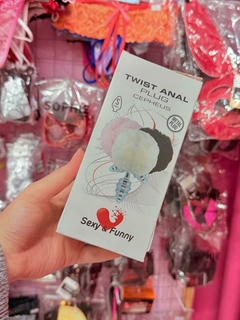 TWIST ANAL
PLUG
CEPHEUS
Sexy & Funny